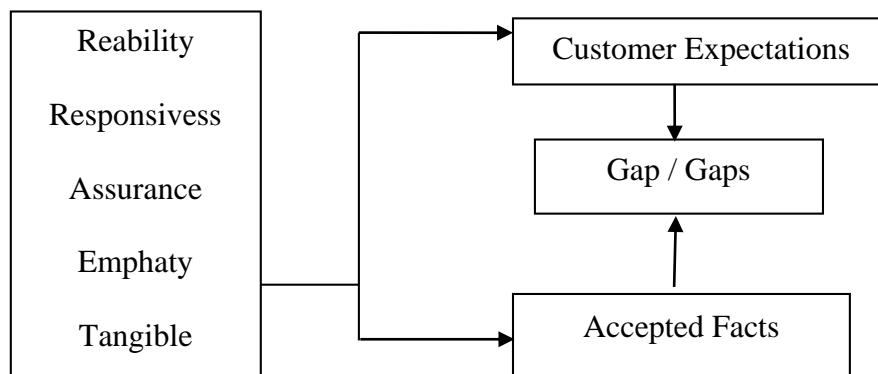 Reability
Responsivess
Assurance
Emphaty
Tangible
Customer Expectations
Gap / Gaps
Accepted Facts